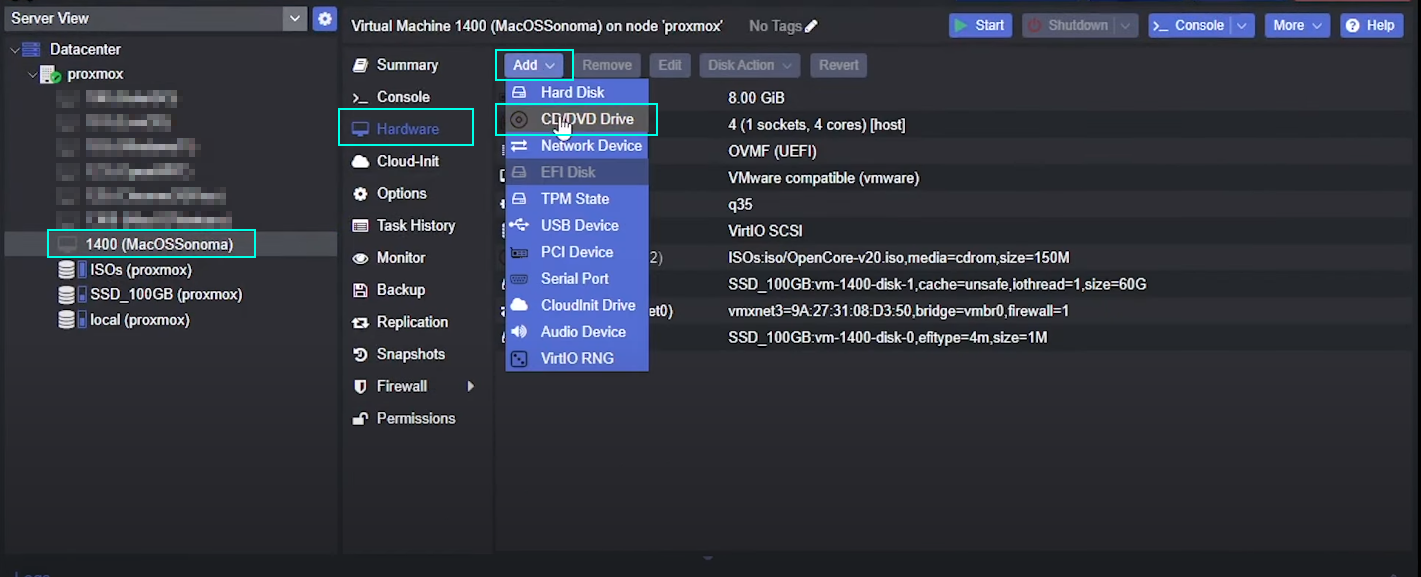 Server View
Virtual Machine 1400 (MacOSSonoma) on node 'proxmox'
No Tags
Start
Shutdown
Console
More
Help
Datacenter
proxmox
1400 (MacOSSonoma)
ISOs (proxmox)
SSD_100GB (proxmox)
local (proxmox)
Summary
Console
Hardware
Cloud-Init
Options
Task History
Monitor
Backup
Replication
Snapshots
Firewall
Permissions
Add
Remove
Edit
Disk Action
Revert
Hard Disk
CD/DVD Drive
Network Device
EFI Disk
TPM State
USB Device
PCI Device
Serial Port
CloudInit Drive
Audio Device
VirtIO RNG
8.00 GiB
4 (1 sockets, 4 cores) [host]
OVMF (UEFI)
VMware compatible (vmware)
q35
VirtIO SCSI
2) ISOs:iso/OpenCore-v20.iso,media=cdrom,size=150M
SSD_100GB:vm-1400-disk-1,cache=unsafe,iothread=1,size=60G
et0) vmxnet3=9A:27:31:08:D3:50,bridge=vmbr0,firewall=1
SSD_100GB:vm-1400-disk-0,efitype=4m,size=1M